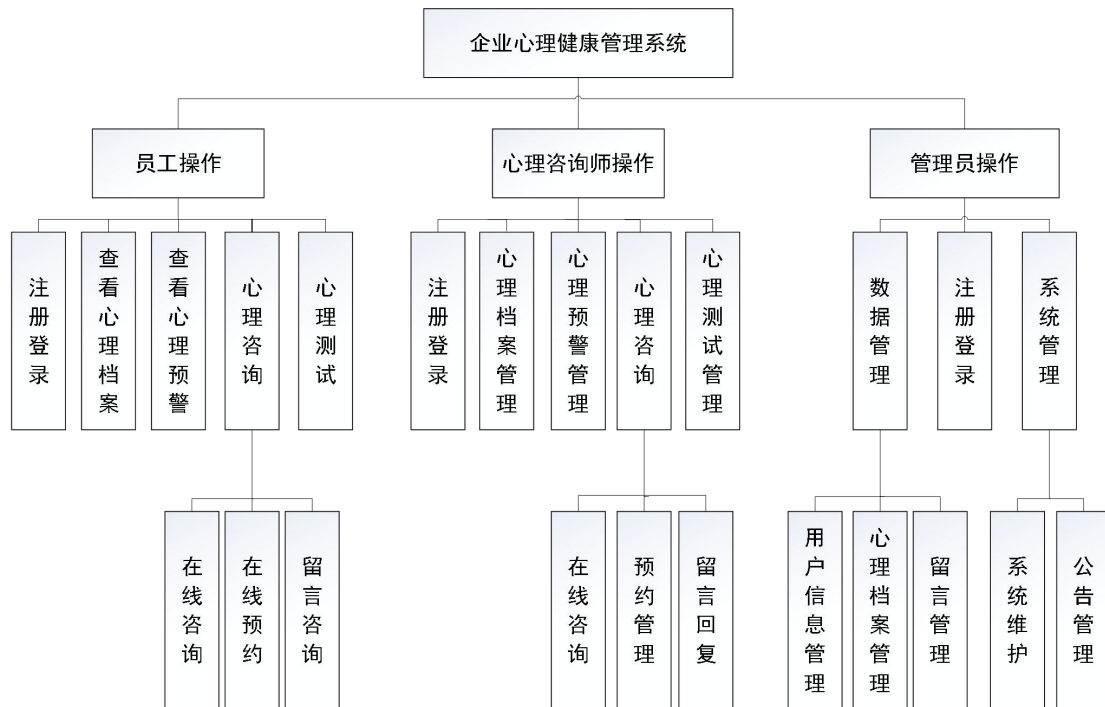 企业心理健康管理系统
员工操作
心理咨询师操作
管理员操作
注册登录
查看心理档案
查看心理预警
心理咨询
心理测试
注册登录
心理档案管理
心理预警管理
心理咨询
心理测试管理
数据管理
注册登录
系统管理
在线咨询
在线预约
留言咨询
在线咨询
预约管理
留言回复
用户信息管理
心理档案管理
留言管理
系统维护
公告管理